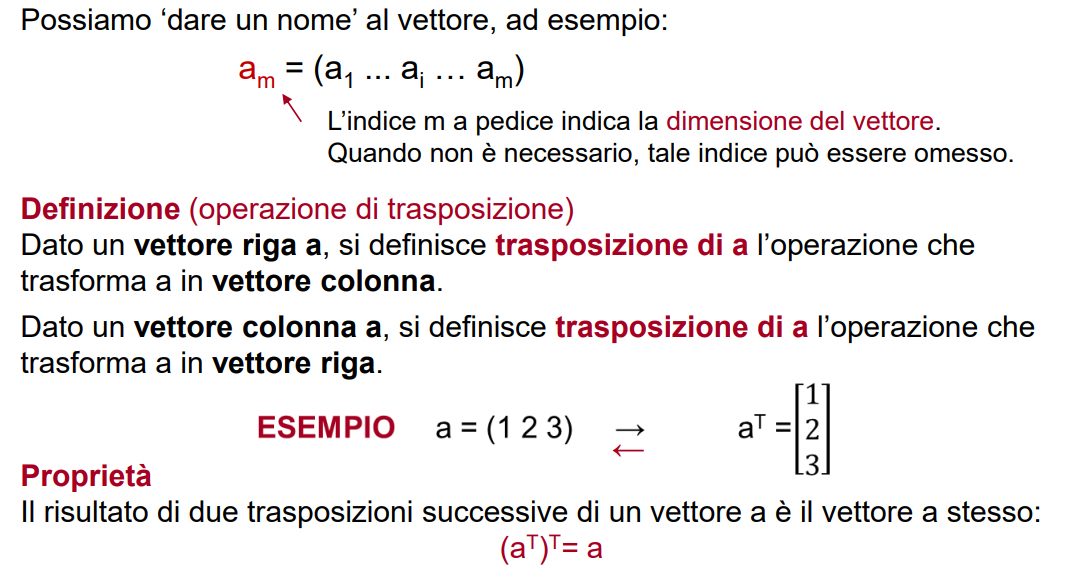 Possiamo ‘dare un nome’ al vettore, ad esempio:
aₘ = (a₁ ... aᵢ … aₘ)
L’indice m a pedice indica la dimensione del vettore.
Quando non è necessario, tale indice può essere omesso.
Definizione (operazione di trasposizione)
Dato un vettore riga a, si definisce trasposizione di a l’operazione che
trasforma a in vettore colonna.
Dato un vettore colonna a, si definisce trasposizione di a l’operazione che
trasforma a in vettore riga.
ESEMPIO a = (1 2 3) → ← aᵀ = [1 2 3]
Proprietà
Il risultato di due trasposizioni successive di un vettore a è il vettore a stesso:
(aᵀ)ᵀ= a